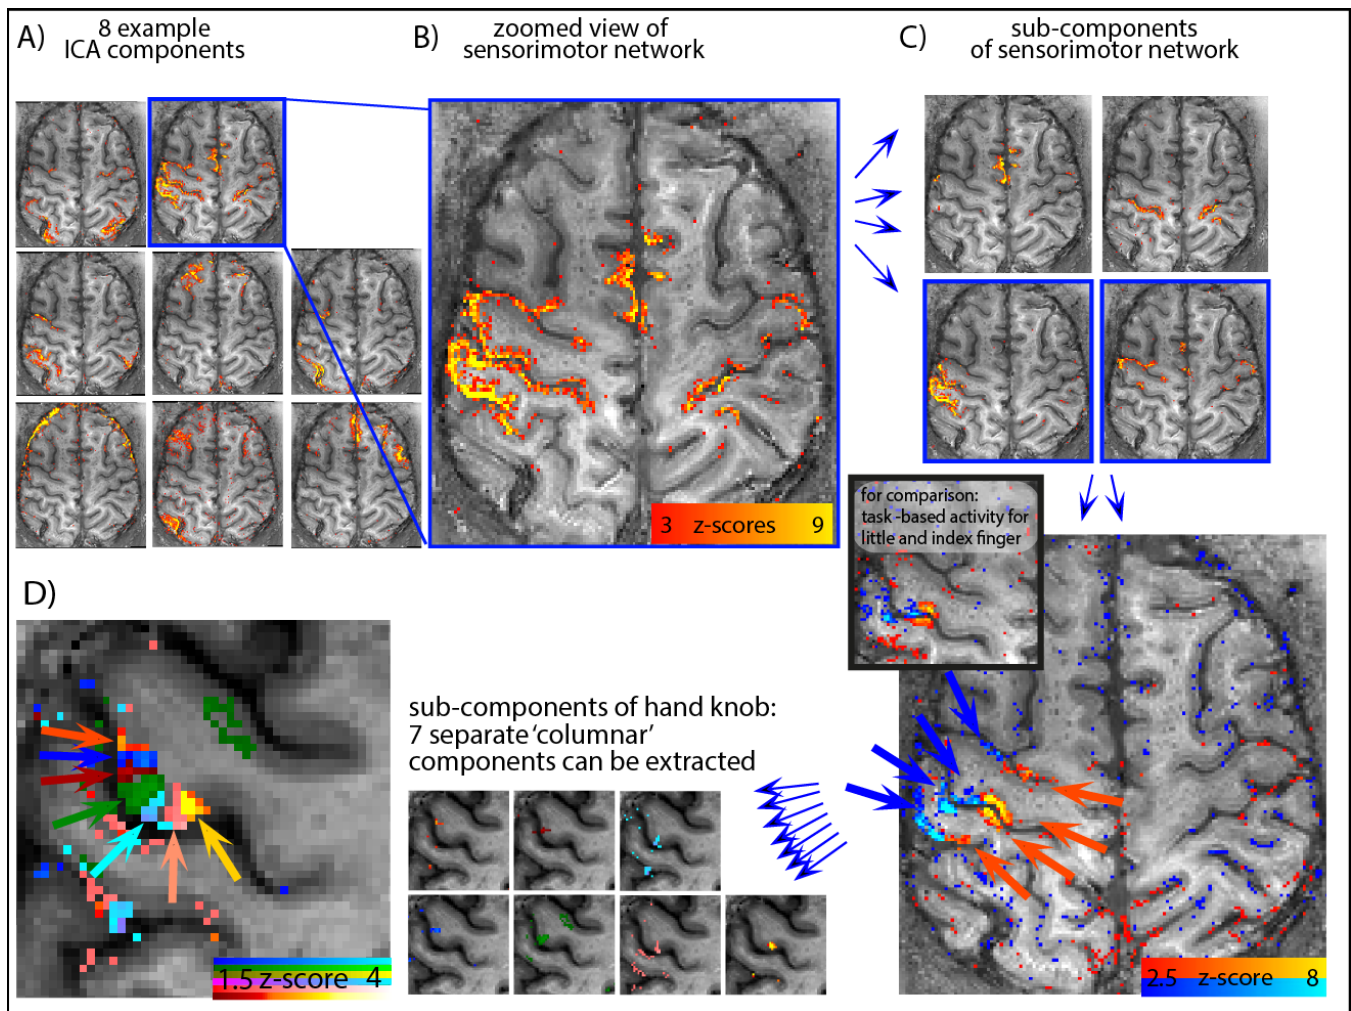 A)
8 example
ICA components
B)
zoomed view of
sensorimotor network
C)
sub-components
of sensorimotor network
3 z-scores 9
for comparison:
task -based activity for
little and index finger
D)
sub-components of hand knob:
7 separate 'columnar'
components can be extracted
1.5 z-score 4
2.5 z-score 8